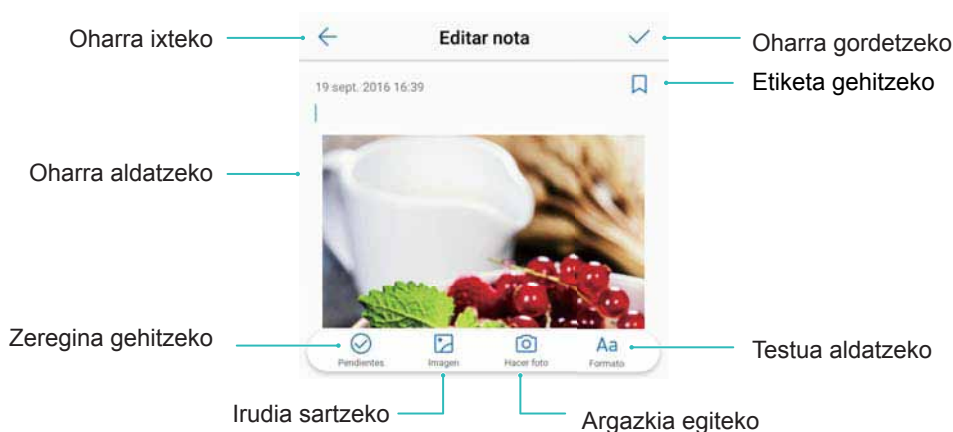 Oharra ixteko
Editar nota
Oharra gordetzeko
19 sept. 2016 16:39
Etiketa gehitzeko
Oharra aldatzeko
Zeregina gehitzeko
Pendientes
Imagen
Hacer foto
Aa
Formato
Testua aldatzeko
Irudia sartzeko
Argazkia egiteko